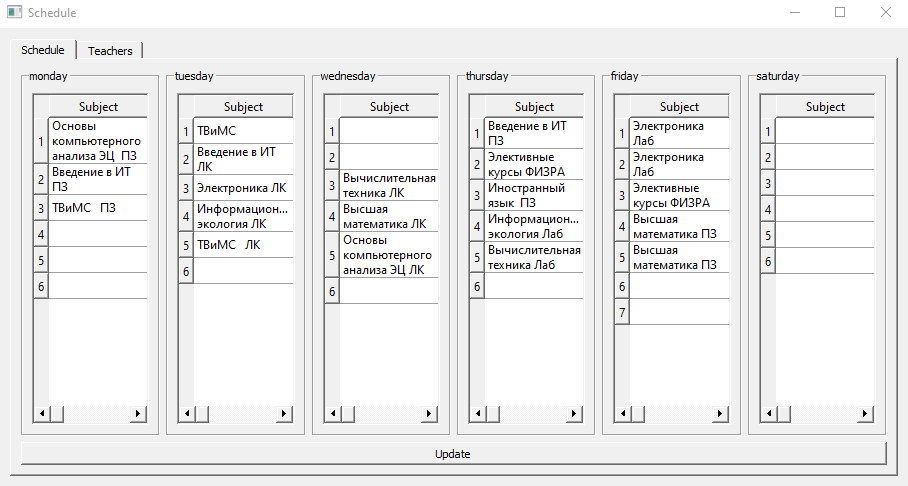 Schedule
Schedule
Teachers
monday
Subject
1
Основы
компьютерного
анализа ЭЦ ПЗ
2
Введение в ИТ
ПЗ
3
ТВиМС ПЗ
4
5
6
tuesday
Subject
1
ТВиМС
2
Введение в ИТ
ЛК
3
Электроника ЛК
4
Информацион...
экология ЛК
5
ТВиМС ЛК
6
wednesday
Subject
1
2
3
Вычислительная
техника ЛК
4
Высшая
математика ЛК
5
Основы
компьютерного
анализа ЭЦ ЛК
6
thursday
Subject
1
Введение в ИТ
ПЗ
2
Элективные
курсы ФИЗРА
3
Иностранный
язык ПЗ
4
Информацион...
экология Лаб
5
Вычислительная
техника Лаб
6
friday
Subject
1
Электроника
Лаб
2
Электроника
Лаб
3
Элективные
курсы ФИЗРА
4
Высшая
математика ПЗ
5
Высшая
математика ПЗ
6
7
saturday
Subject
1
2
3
4
5
6
Update